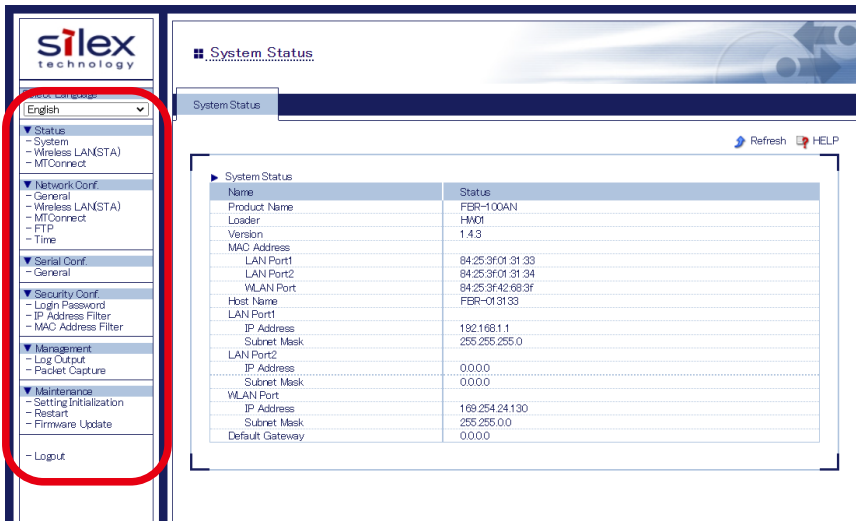 silex
technology
Select Language
English
▼ Status
- System
- Wireless LAN(STA)
- MTConnect
▼ Network Conf.
- General
- Wireless LAN(STA)
- MTConnect
- FTP
- Time
▼ Serial Conf.
- General
▼ Security Conf.
- Login Password
- IP Address Filter
- MAC Address Filter
▼ Management
- Log Output
- Packet Capture
▼ Maintenance
- Setting Initialization
- Restart
- Firmware Update
- Logout
System Status
System Status
Refresh HELP
System Status
Name Status
Product Name FBR-100AN
Loader HW01
Version 1.4.3
MAC Address
LAN Port1 84:25:3f:01:31:33
LAN Port2 84:25:3f:01:31:34
WLAN Port 84:25:3f:42:68:3f
Host Name FBR-013133
LAN Port1
IP Address 192.168.1.1
Subnet Mask 255.255.255.0
LAN Port2
IP Address 0.0.0.0
Subnet Mask 0.0.0.0
WLAN Port
IP Address 169.254.24.130
Subnet Mask 255.255.0.0
Default Gateway 0.0.0.0